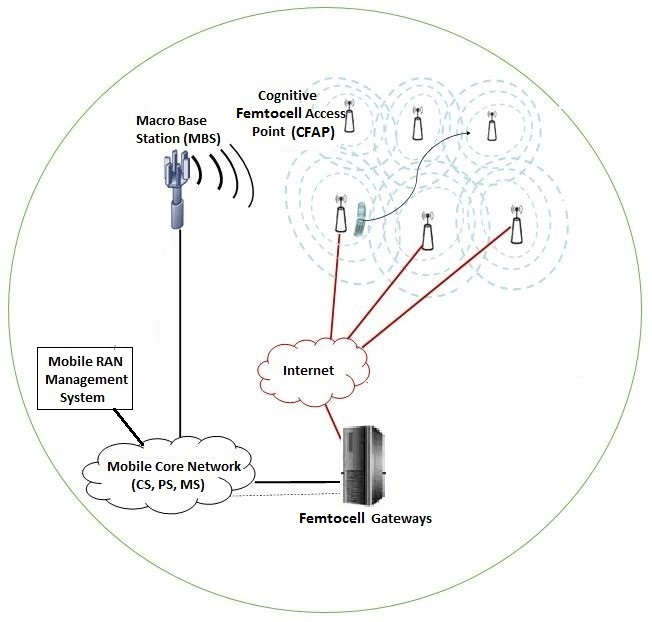 Cognitive
Femtocell Access
Point (CFAP)
Macro Base
Station (MBS)
Internet
Mobile RAN
Management
System
Mobile Core Network
(CS, PS, MS)
Femtocell Gateways